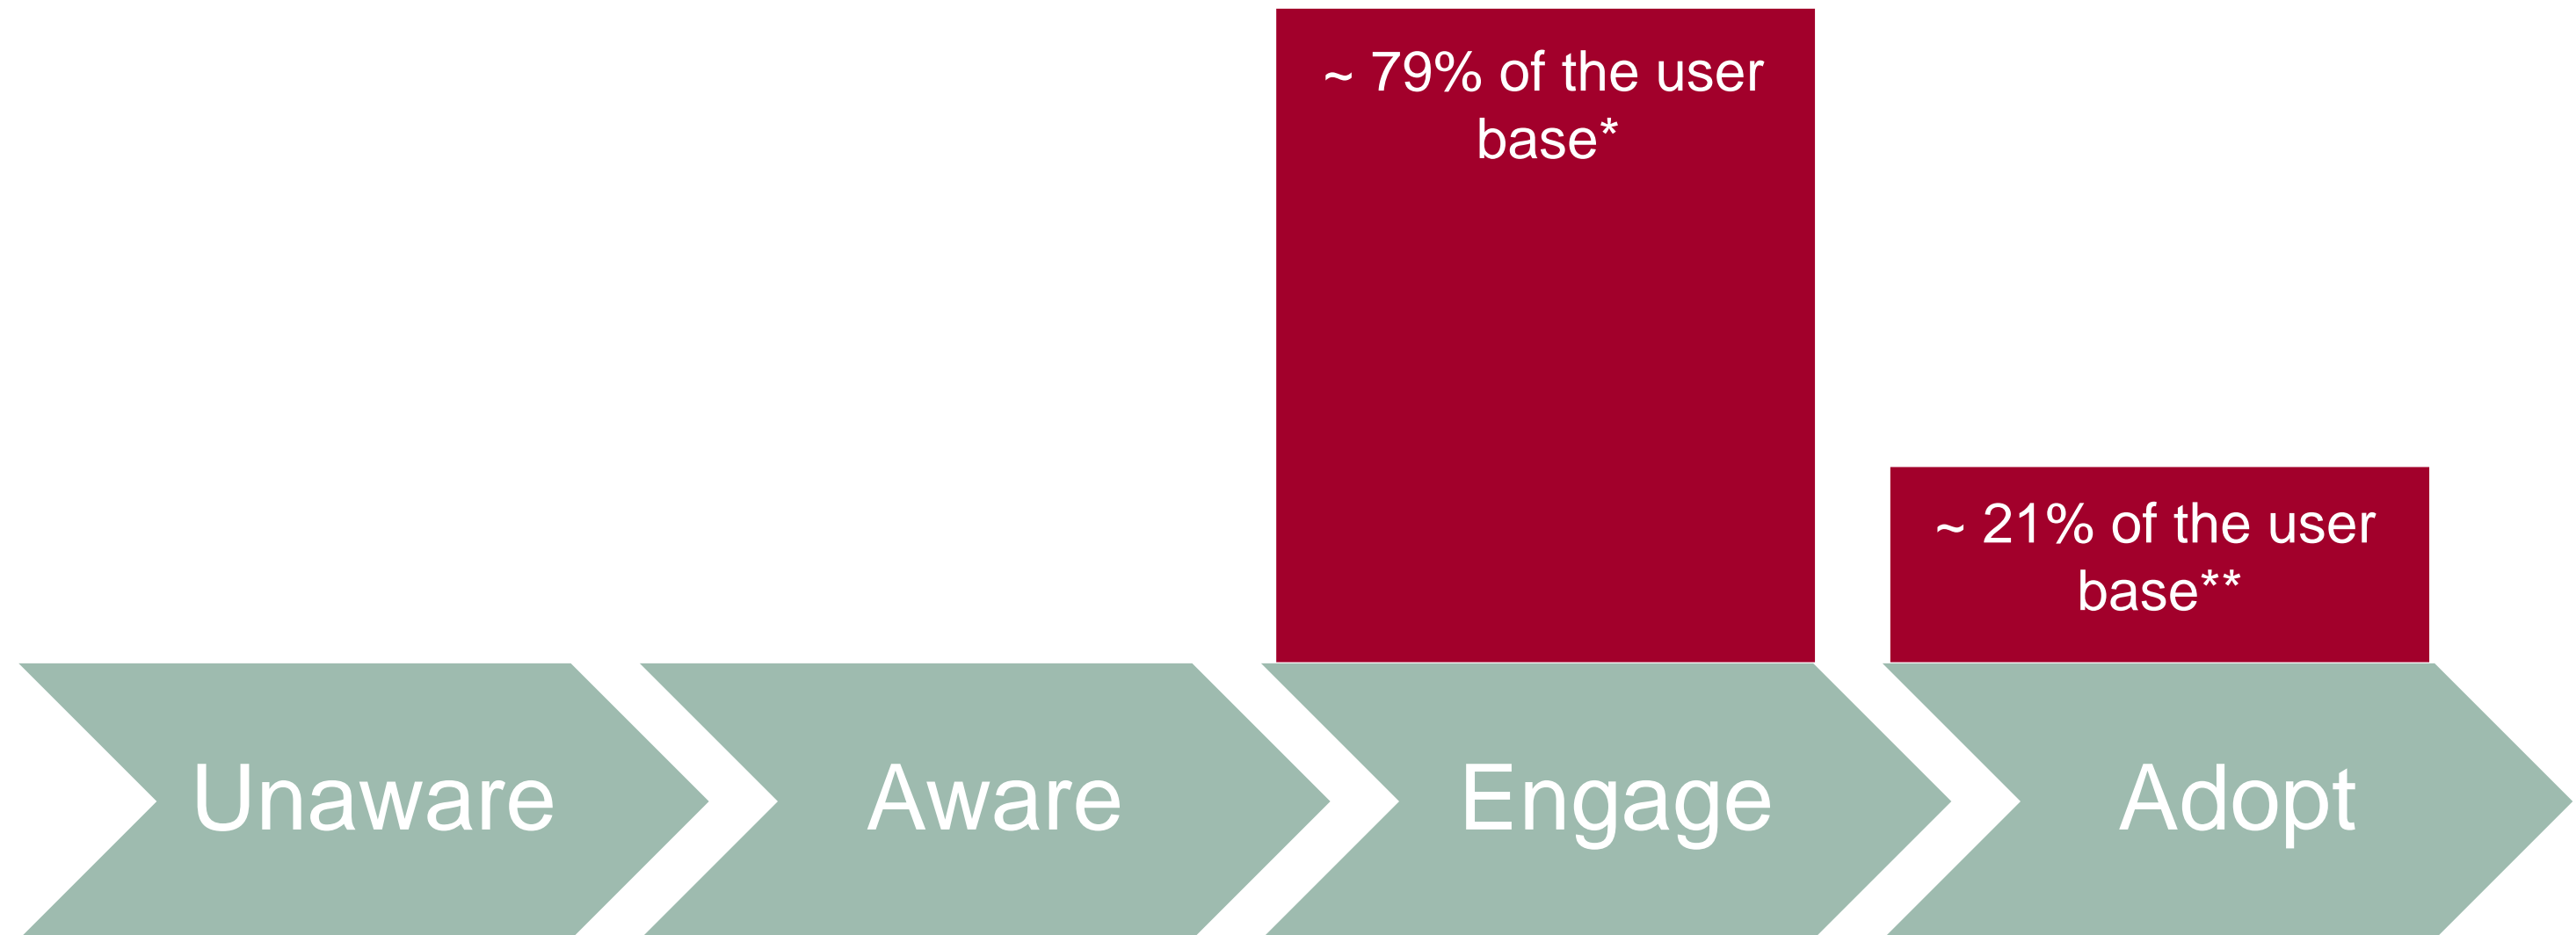 ~ 79% of the user
base*
~ 21% of the user
base**
Unaware
Aware
Engage
Adopt